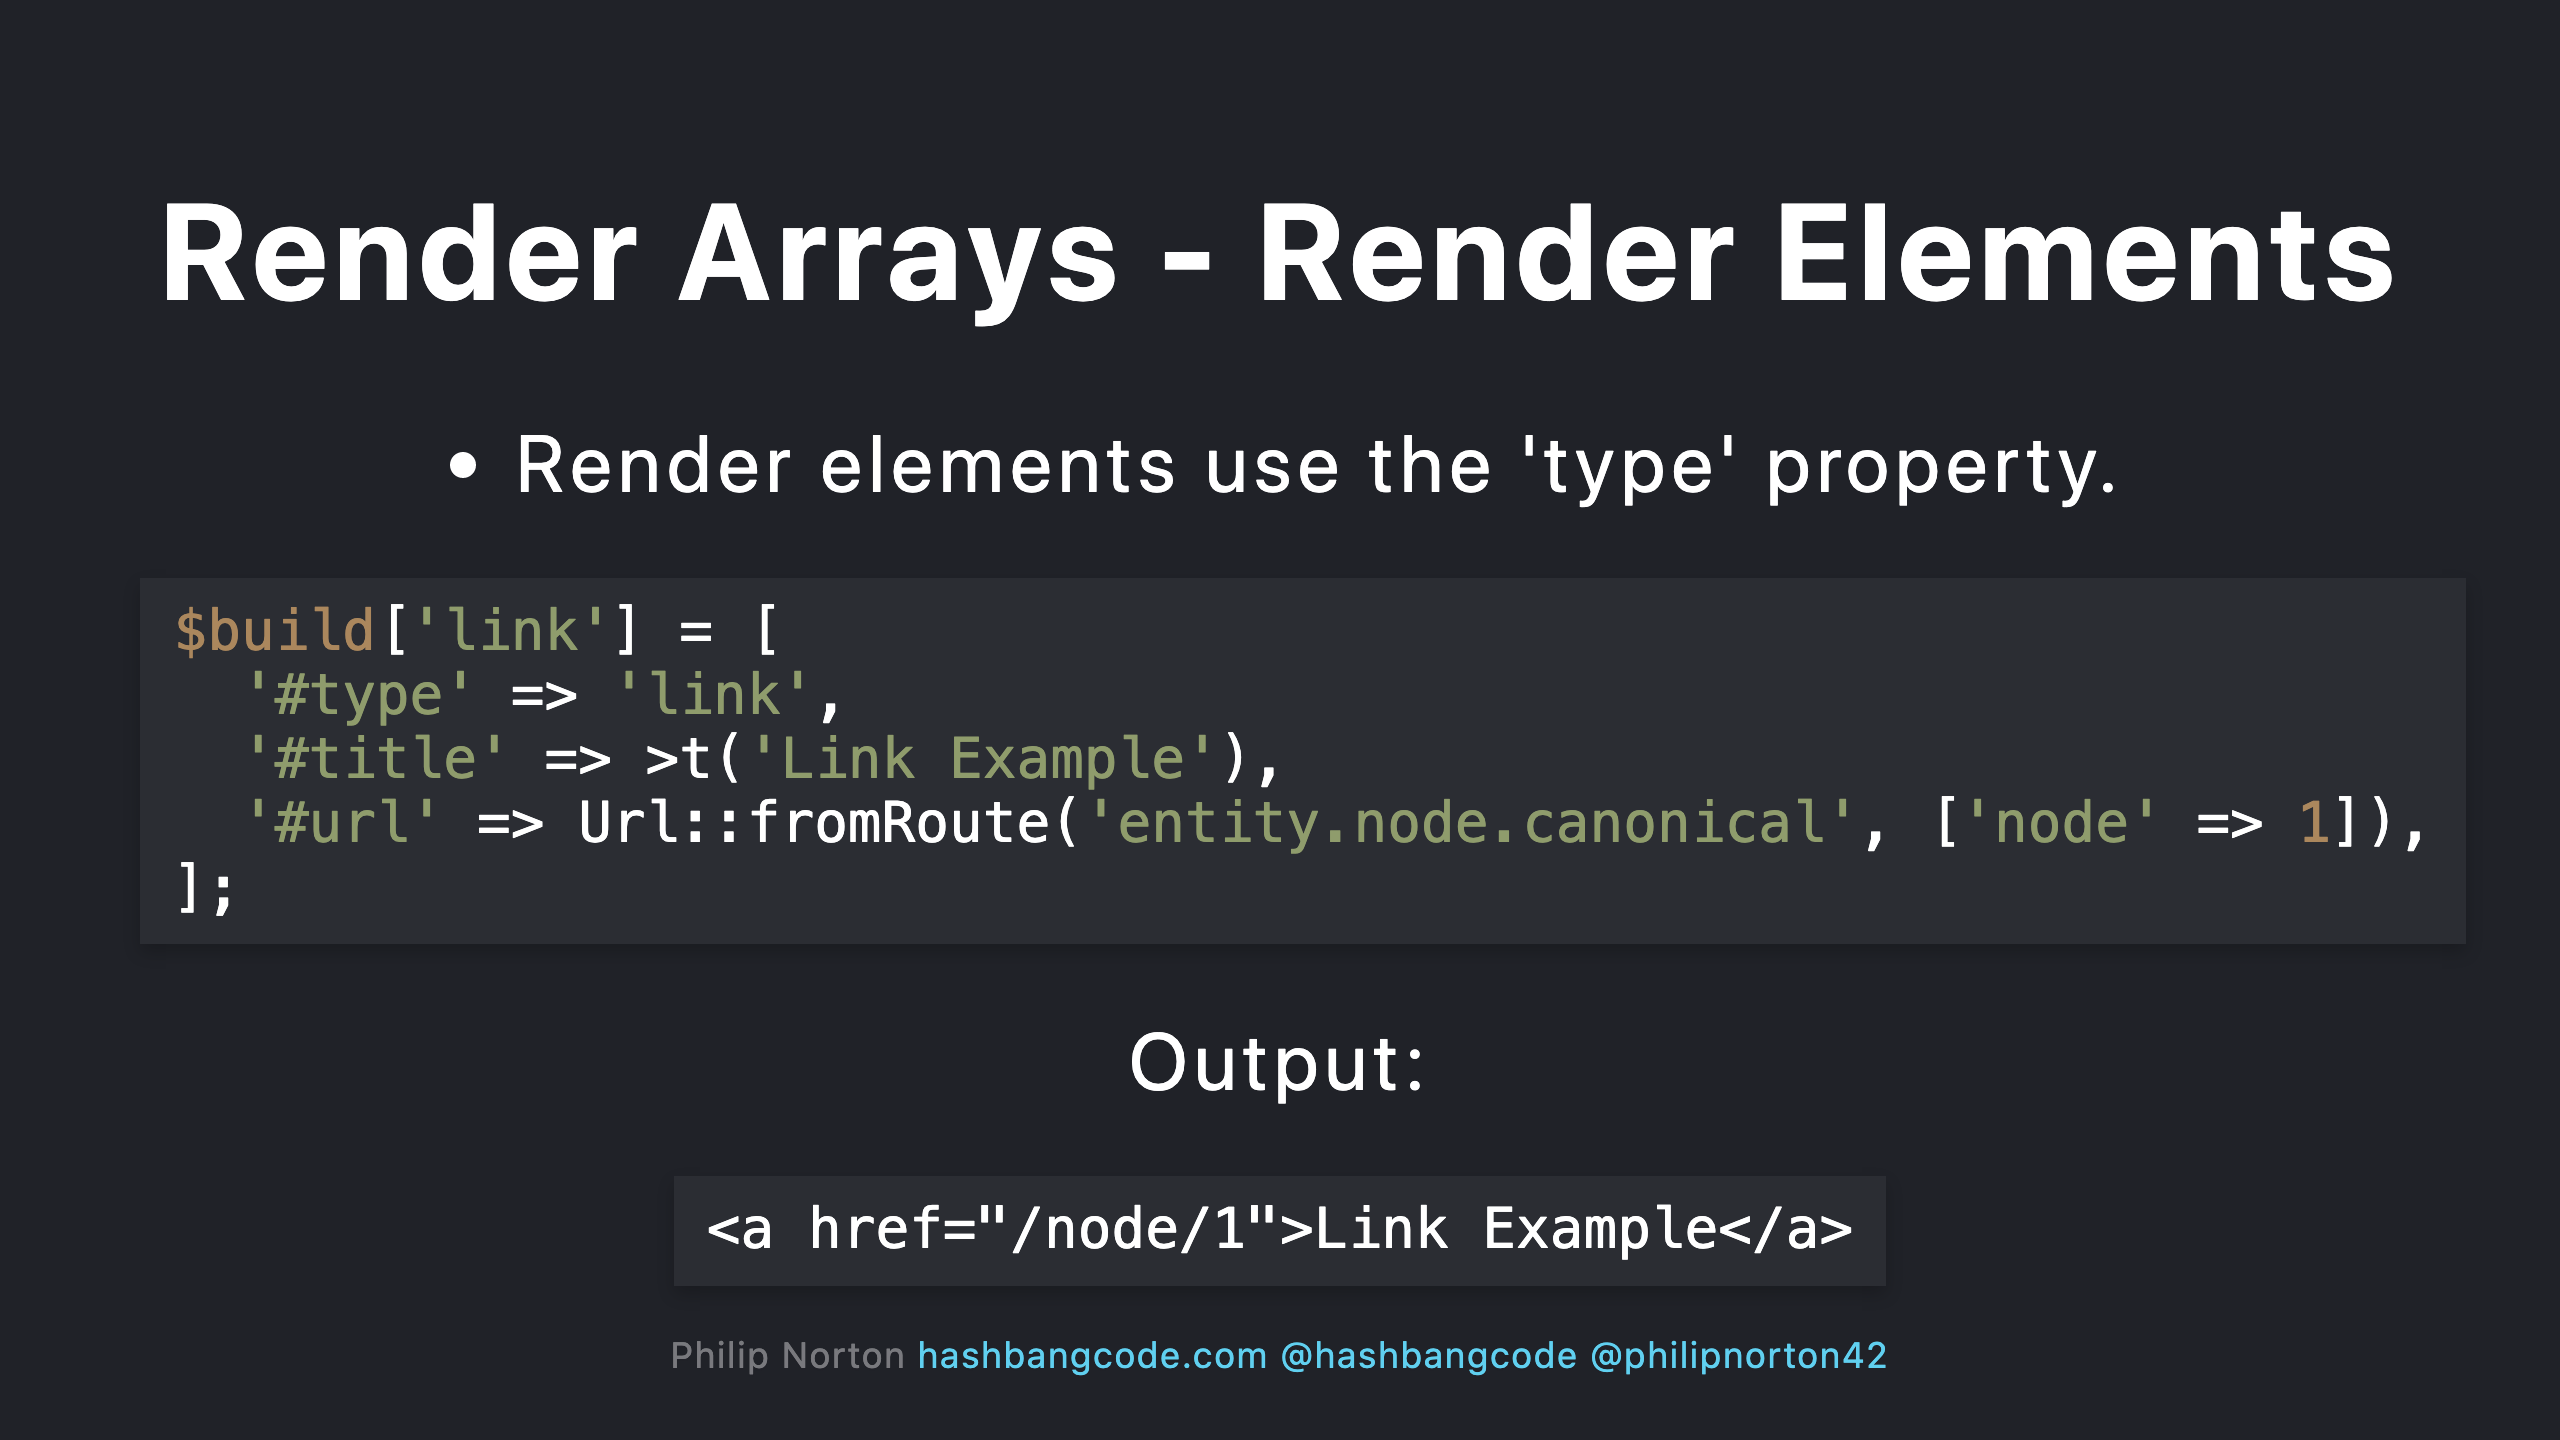 Render Arrays - Render Elements
• Render elements use the 'type' property.
$build['link'] = [
  '#type' => 'link',
  '#title' => >t('Link Example'),
  '#url' => Url::fromRoute('entity.node.canonical', ['node' => 1]),
];
Output:
<a href="/node/1">Link Example</a>
Philip Norton hashbangcode.com @hashbangcode @philipnorton42